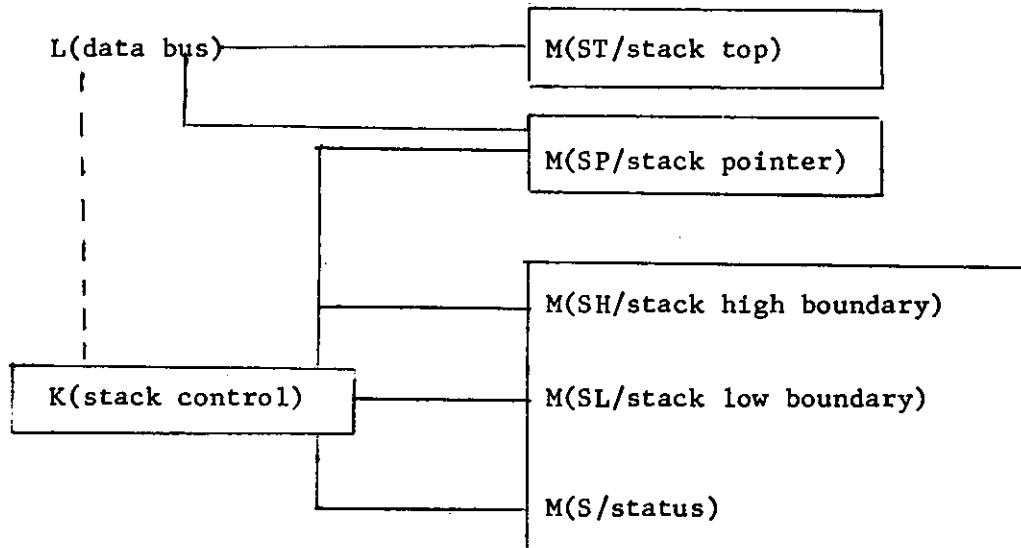 L(data bus)
M(ST/stack top)
M(SP/stack pointer)
M(SH/stack high boundary)
K(stack control)
M(SL/stack low boundary)
M(S/status)